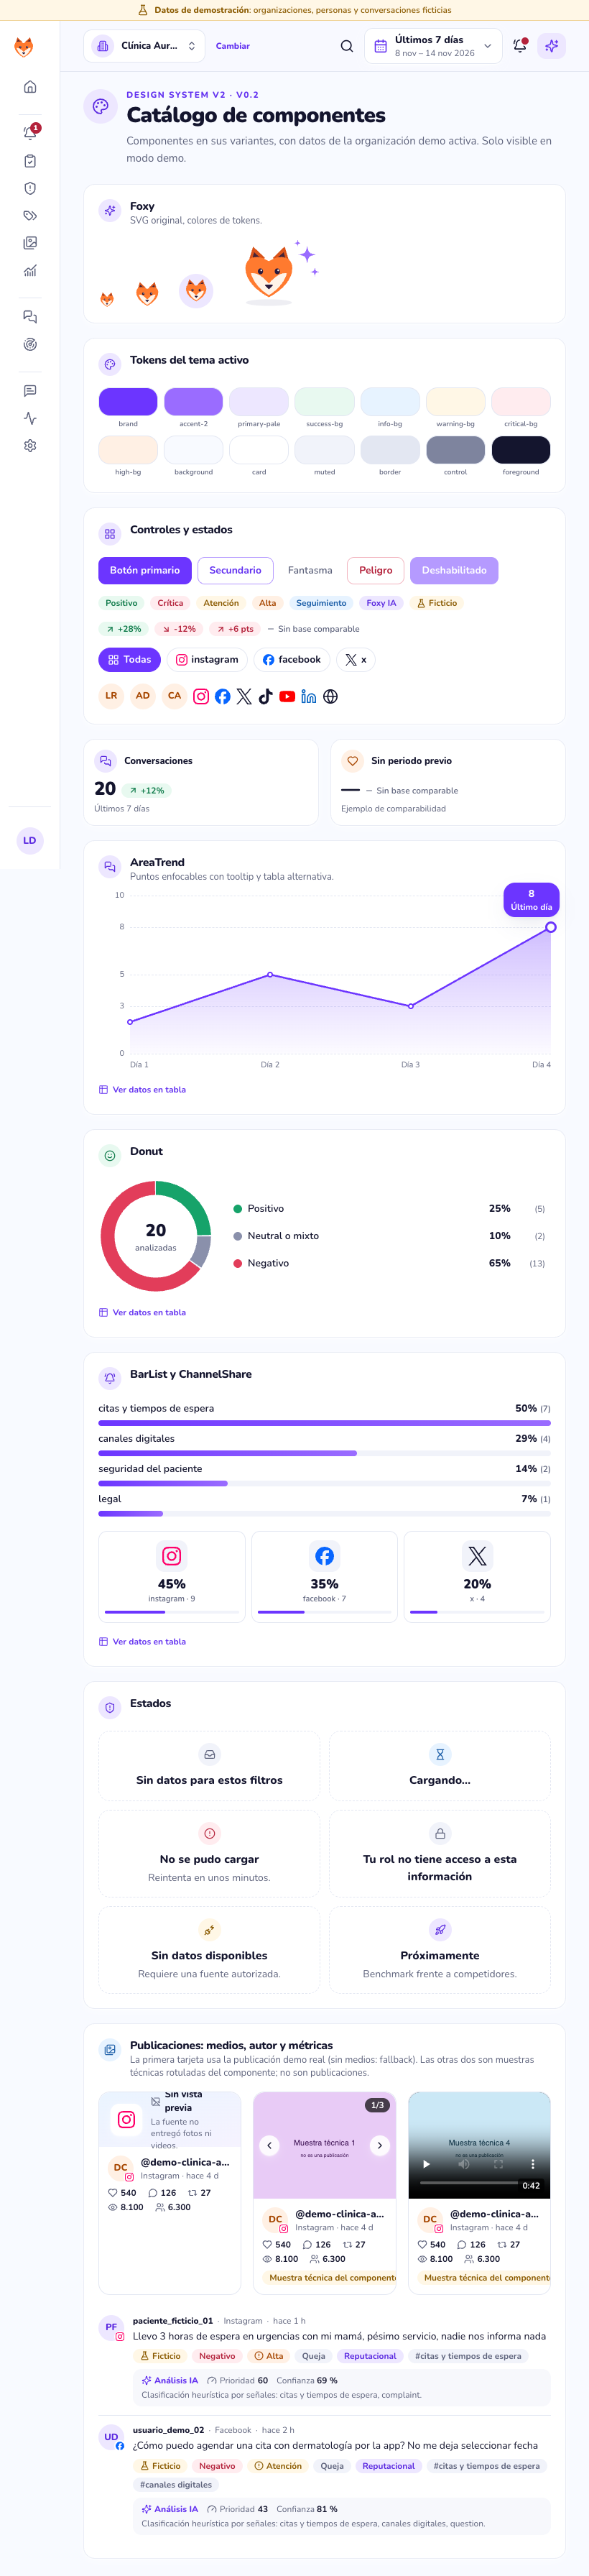 Datos de demostración: organizaciones, personas y conversaciones ficticias
Clínica Aur...
Cambiar
Últimos 7 días
8 nov – 14 nov 2026
1
LD
DESIGN SYSTEM V2 · V0.2
Catálogo de componentes
Componentes en sus variantes, con datos de la organización demo activa. Solo visible en
modo demo.
Foxy
SVG original, colores de tokens.
Tokens del tema activo
brand
accent-2
primary-pale
success-bg
info-bg
warning-bg
critical-bg
high-bg
background
card
muted
border
control
foreground
Controles y estados
Botón primario
Secundario
Fantasma
Peligro
Deshabilitado
Positivo
Crítica
Atención
Alta
Seguimiento
Foxy IA
Ficticio
+28%
-12%
+6 pts
Sin base comparable
Todas
instagram
facebook
x
LR
AD
CA
Conversaciones
20
+12%
Últimos 7 días
Sin periodo previo
— Sin base comparable
Ejemplo de comparabilidad
AreaTrend
Puntos enfocables con tooltip y tabla alternativa.
8
Último día
10
8
5
3
0
Día 1
Día 2
Día 3
Día 4
Ver datos en tabla
Donut
20
analizadas
Positivo 25% (5)
Neutral o mixto 10% (2)
Negativo 65% (13)
Ver datos en tabla
BarList y ChannelShare
citas y tiempos de espera 50% (7)
canales digitales 29% (4)
seguridad del paciente 14% (2)
legal 7% (1)
45%
instagram · 9
35%
facebook · 7
20%
x · 4
Ver datos en tabla
Estados
Sin datos para estos filtros
Cargando…
No se pudo cargar
Reintenta en unos minutos.
Tu rol no tiene acceso a esta
información
Sin datos disponibles
Requiere una fuente autorizada.
Próximamente
Benchmark frente a competidores.
Publicaciones: medios, autor y métricas
La primera tarjeta usa la publicación demo real (sin medios: fallback). Las otras dos son muestras
técnicas rotuladas del componente; no son publicaciones.
Sin vista
previa
La fuente no
entregó fotos ni
videos.
DC
@demo-clinica-a...
Instagram · hace 4 d
540 126 27
8.100 6.300
1/3
Muestra técnica 1
no es una publicación
DC
@demo-clinica-a...
Instagram · hace 4 d
540 126 27
8.100 6.300
Muestra técnica del componente
Muestra técnica 4
no es una publicación
0:42
DC
@demo-clinica-a...
Instagram · hace 4 d
540 126 27
8.100 6.300
Muestra técnica del component
PF
paciente_ficticio_01 · Instagram · hace 1 h
Llevo 3 horas de espera en urgencias con mi mamá, pésimo servicio, nadie nos informa nada
Ficticio Negativo Alta Queja Reputacional #citas y tiempos de espera
Análisis IA Prioridad 60 Confianza 69 %
Clasificación heurística por señales: citas y tiempos de espera, complaint.
UD
usuario_demo_02 · Facebook · hace 2 h
¿Cómo puedo agendar una cita con dermatología por la app? No me deja seleccionar fecha
Ficticio Negativo Atención Queja Reputacional #citas y tiempos de espera
#canales digitales
Análisis IA Prioridad 43 Confianza 81 %
Clasificación heurística por señales: citas y tiempos de espera, canales digitales, question.